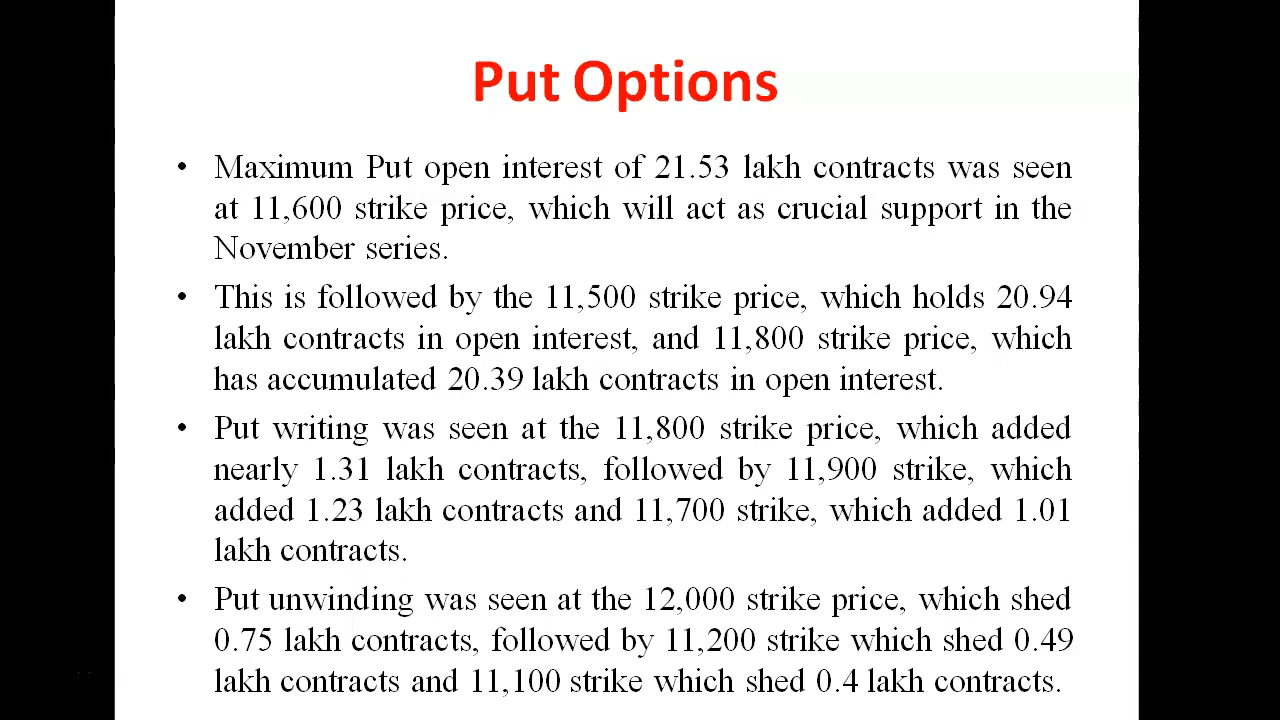 Put Options
• Maximum Put open interest of 21.53 lakh contracts was seen
at 11,600 strike price, which will act as crucial support in the
November series.
• This is followed by the 11,500 strike price, which holds 20.94
lakh contracts in open interest, and 11,800 strike price, which
has accumulated 20.39 lakh contracts in open interest.
• Put writing was seen at the 11,800 strike price, which added
nearly 1.31 lakh contracts, followed by 11,900 strike, which
added 1.23 lakh contracts and 11,700 strike, which added 1.01
lakh contracts.
• Put unwinding was seen at the 12,000 strike price, which shed
0.75 lakh contracts, followed by 11,200 strike which shed 0.49
lakh contracts and 11,100 strike which shed 0.4 lakh contracts.